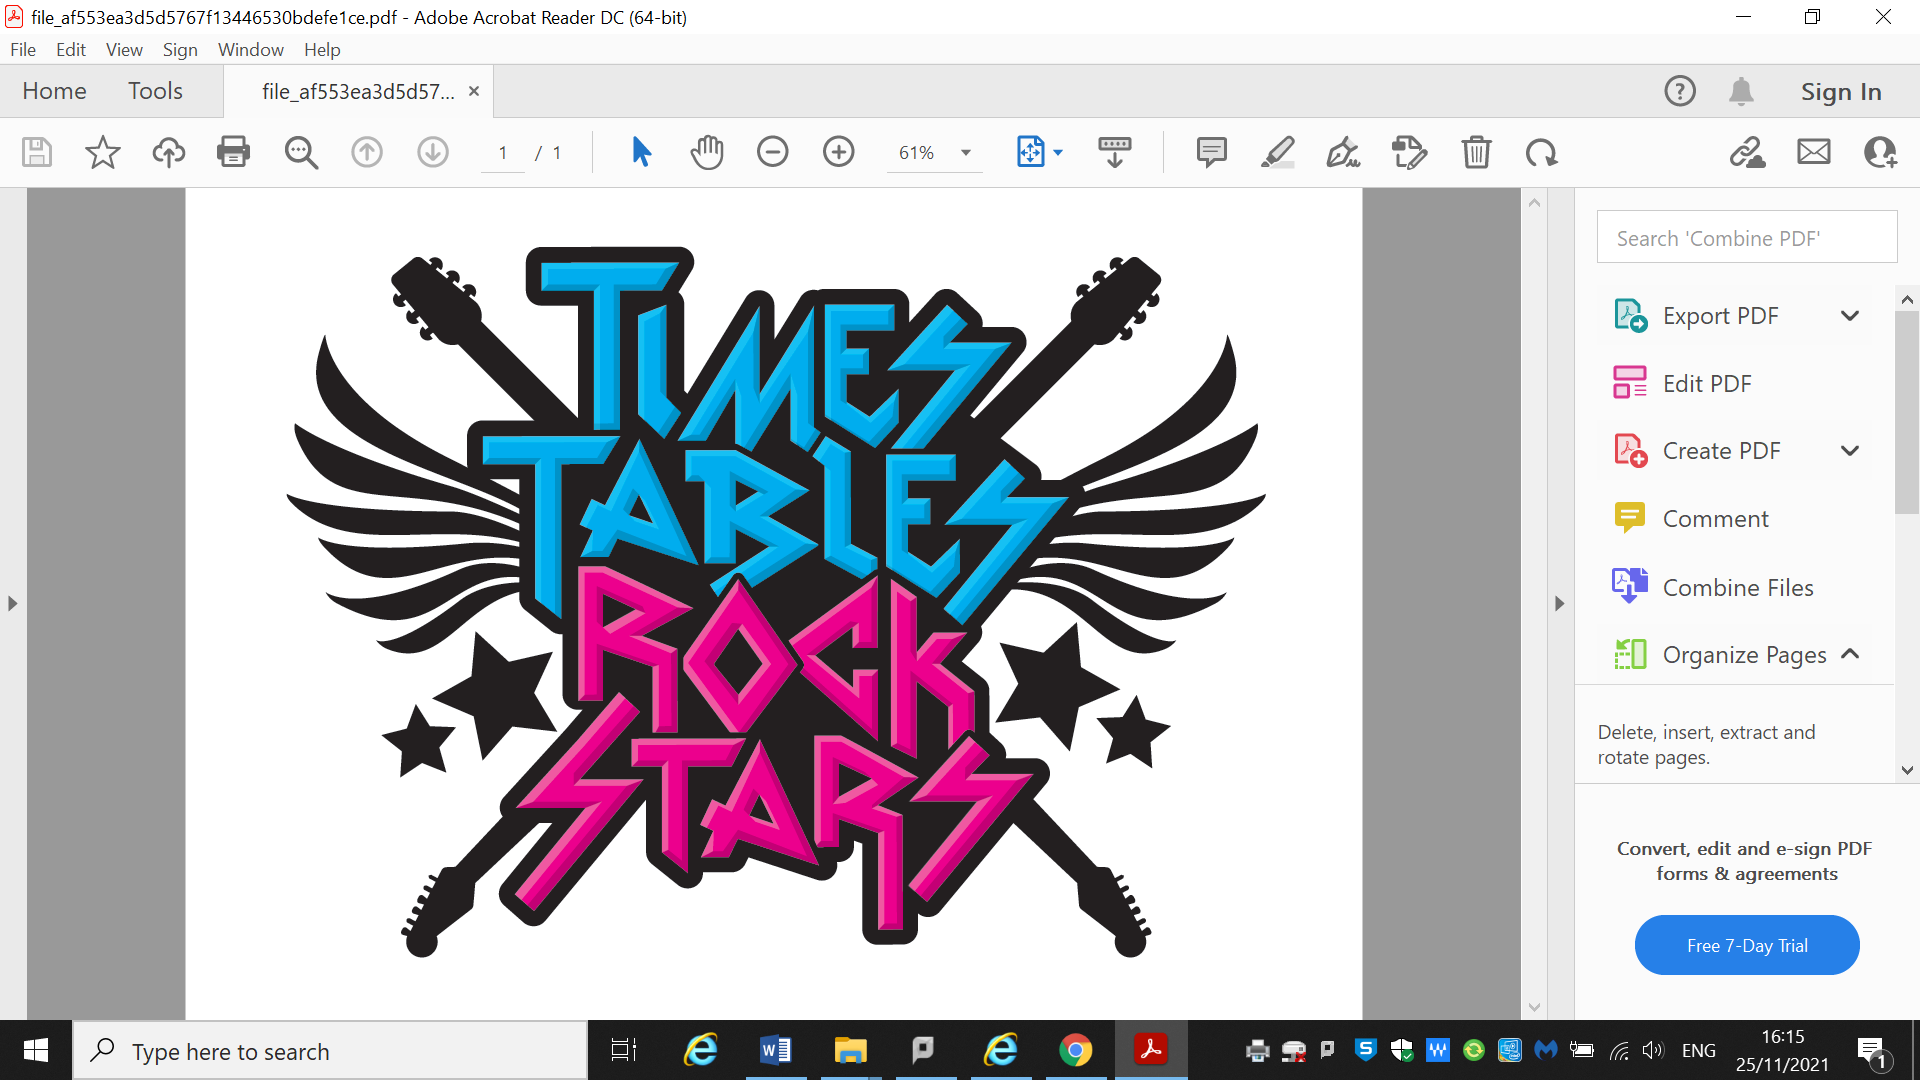 file_af553ea3d5d5767f13446530bdefe1ce.pdf - Adobe Acrobat Reader DC (64-bit)
File Edit View Sign Window Help
Home Tools file_af553ea3d5d57... × Sign In
1 / 1 61%
Search 'Combine PDF'
Export PDF
Edit PDF
Create PDF
Comment
Combine Files
Organize Pages
Delete, insert, extract and
rotate pages.
Convert, edit and e-sign PDF
forms & agreements
Free 7-Day Trial
TIMES
TABLES
ROCK
STARS
Type here to search
ENG
16:15
25/11/2021
1